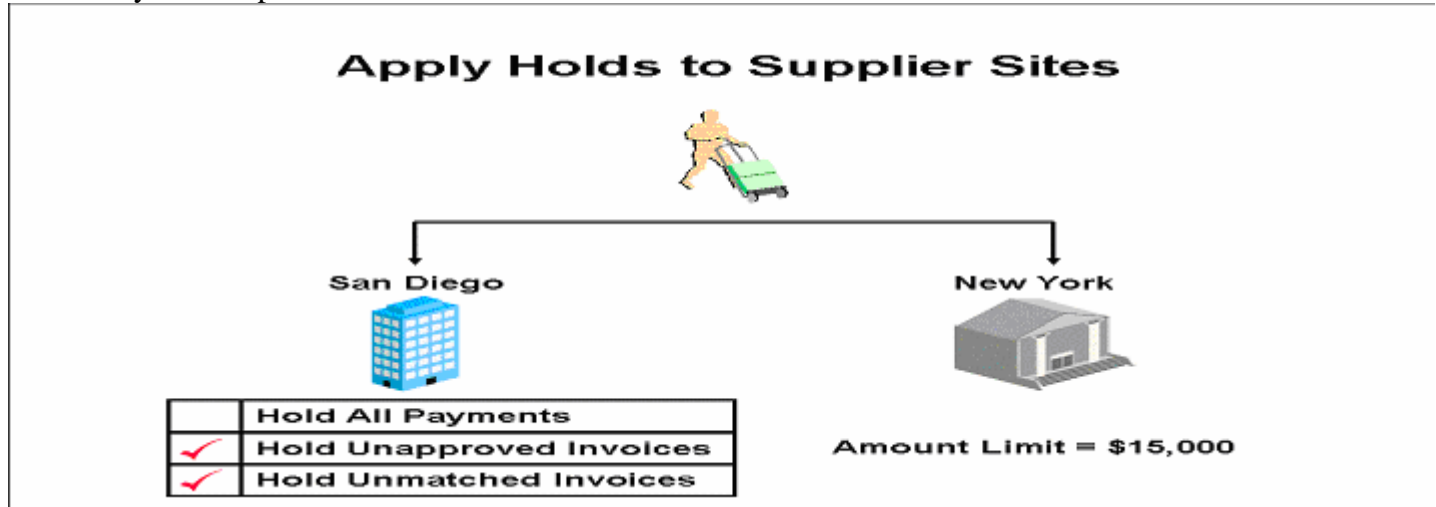 Apply Holds to Supplier Sites
San Diego
New York
Hold All Payments
Hold Unapproved Invoices
Hold Unmatched Invoices
Amount Limit = $15,000